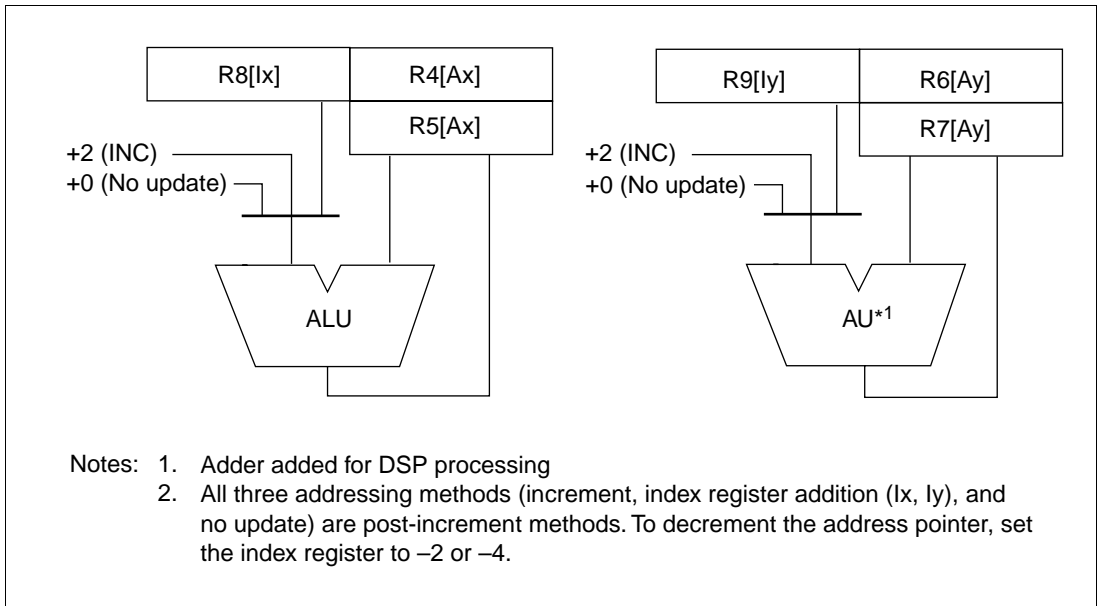 R8[Ix] R4[Ax]
R5[Ax]
+2 (INC)
+0 (No update)
ALU
R9[Iy] R6[Ay]
R7[Ay]
+2 (INC)
+0 (No update)
AU*1
Notes: 1. Adder added for DSP processing
2. All three addressing methods (increment, index register addition (Ix, Iy), and
no update) are post-increment methods. To decrement the address pointer, set
the index register to –2 or –4.